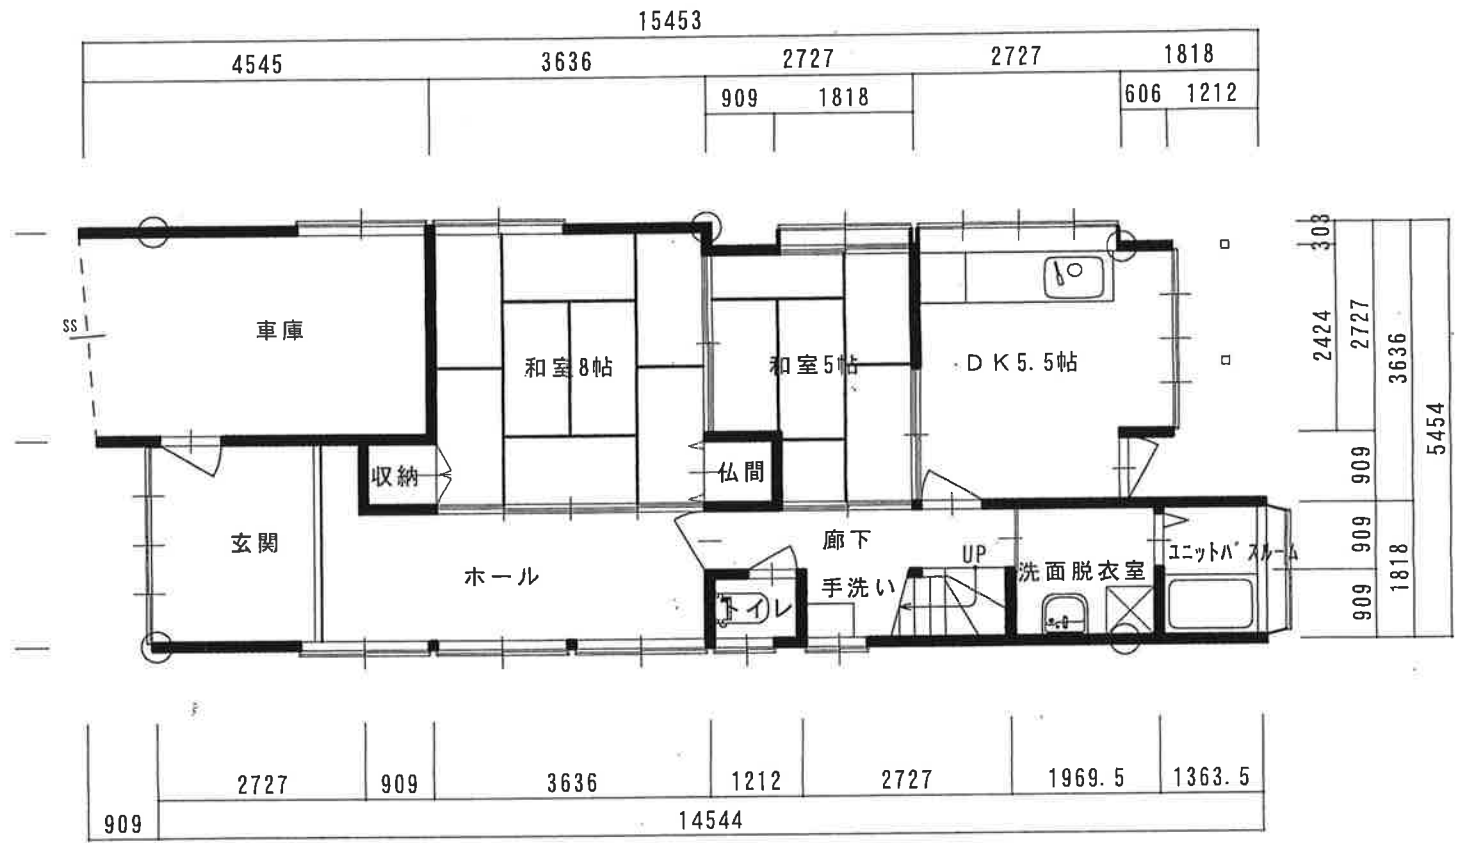 15453
4545 3636 2727 2727 1818
909 1818 606 1212
303
SS
車庫
和室8帖
和室5帖
DK5.5帖
2424
2727
3636
5454
収納
仏間
909
玄関
ホール
廊下
UP
手洗い
トイレ
洗面脱衣室
ユニットバスルーム
909
909
1818
2727 909 3636 1212 2727 1969.5 1363.5
909 14544